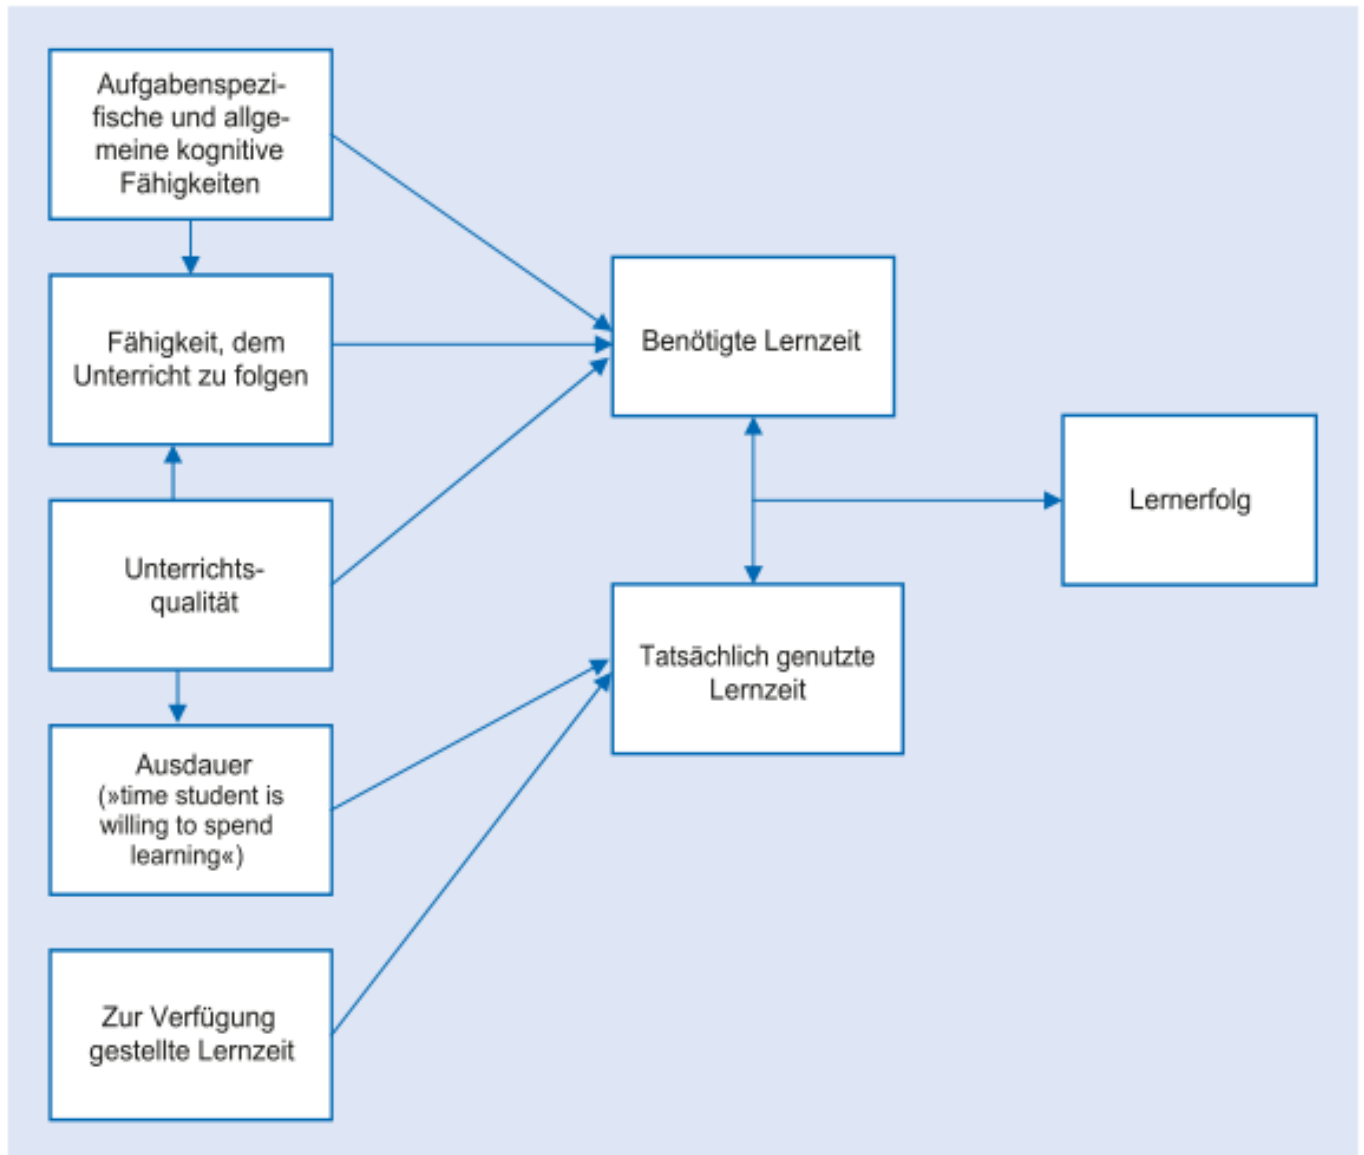 Aufgabenspezi-
fische und allge-
meine kognitive
Fähigkeiten
Fähigkeit, dem
Unterricht zu folgen
Unterrichts-
qualität
Ausdauer
(»time student is
willing to spend
learning«)
Zur Verfügung
gestellte Lernzeit
Benötigte Lernzeit
Tatsächlich genutzte
Lernzeit
Lernerfolg